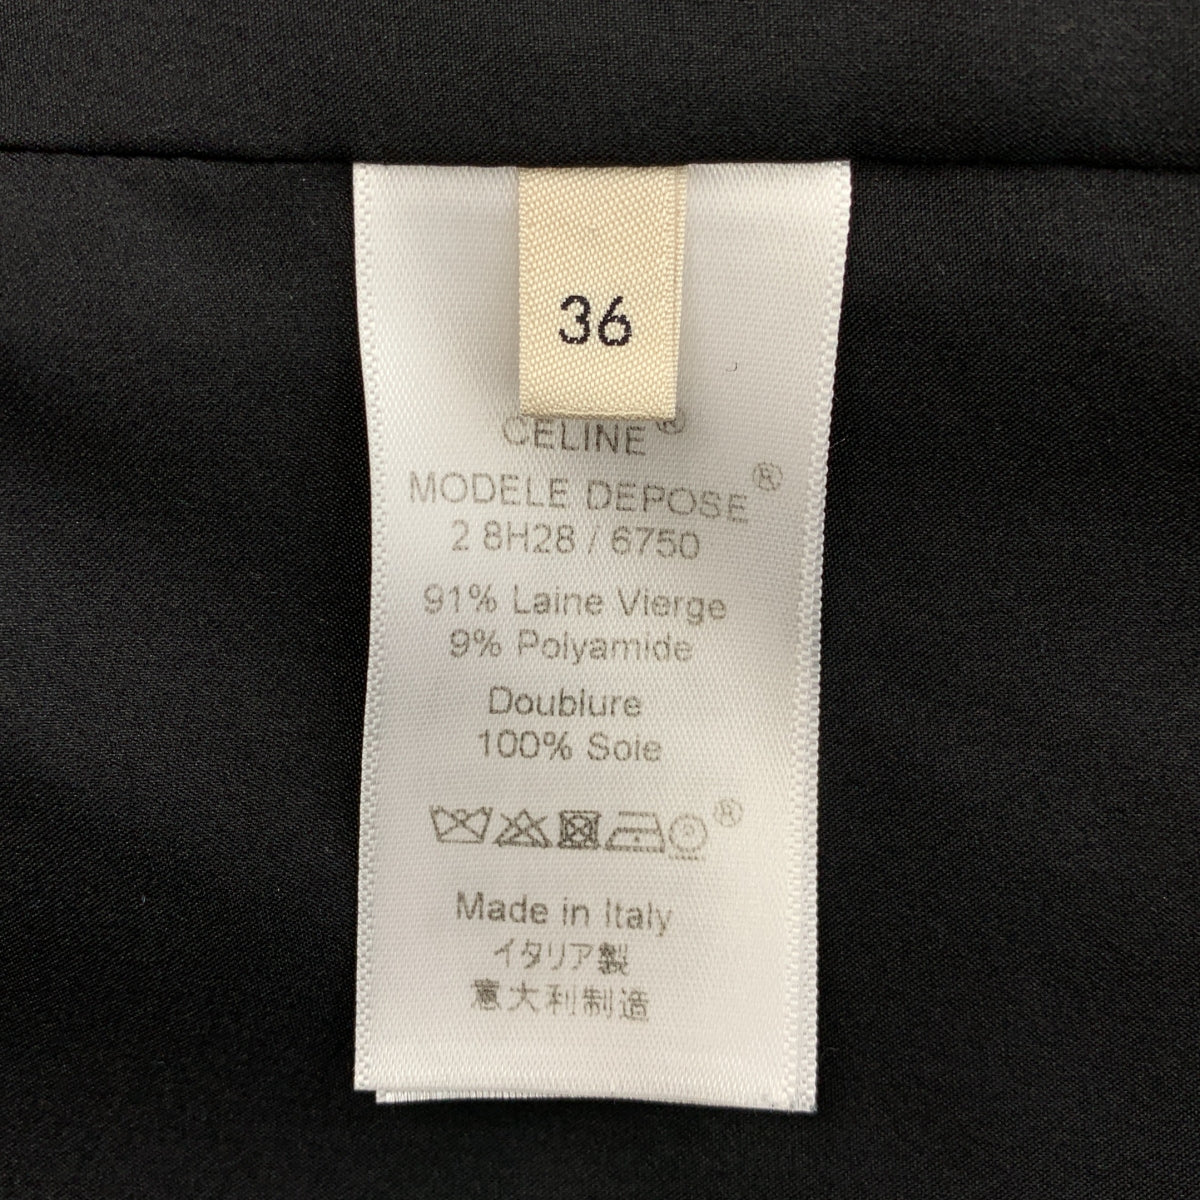 36
CELINE®
MODELE DEPOSE®
2 8H28 / 6750
91% Laine Vierge
9% Polyamide
Doublure
100% Soie
P ®
Made in Italy
イタリア製
意大利制造